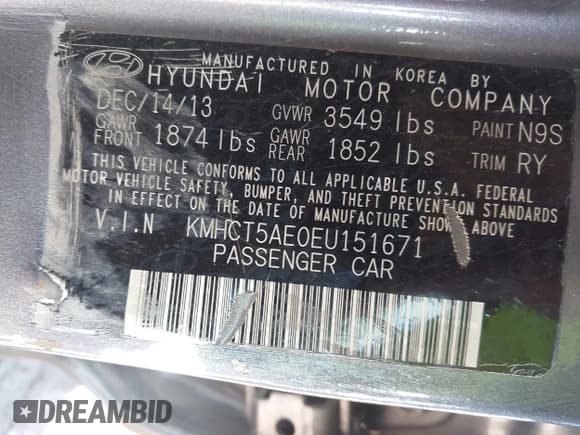 MANUFACTURED IN KOREA BY
HYUNDAI MOTOR COMPANY
DEC/14/13 GVWR 3549 lbs PAINT N9S
GAWR FRONT 1874 lbs GAWR REAR 1852 lbs TRIM RY
THIS VEHICLE CONFORMS TO ALL APPLICABLE U.S.A. FEDERAL
MOTOR VEHICLE SAFETY, BUMPER, AND THEFT PREVENTION STANDARDS
IN EFFECT ON THE DATE OF MANUFACTURE SHOWN ABOVE.
V.I.N KMHCT5AE0EU151671
PASSENGER CAR
DREAMBID